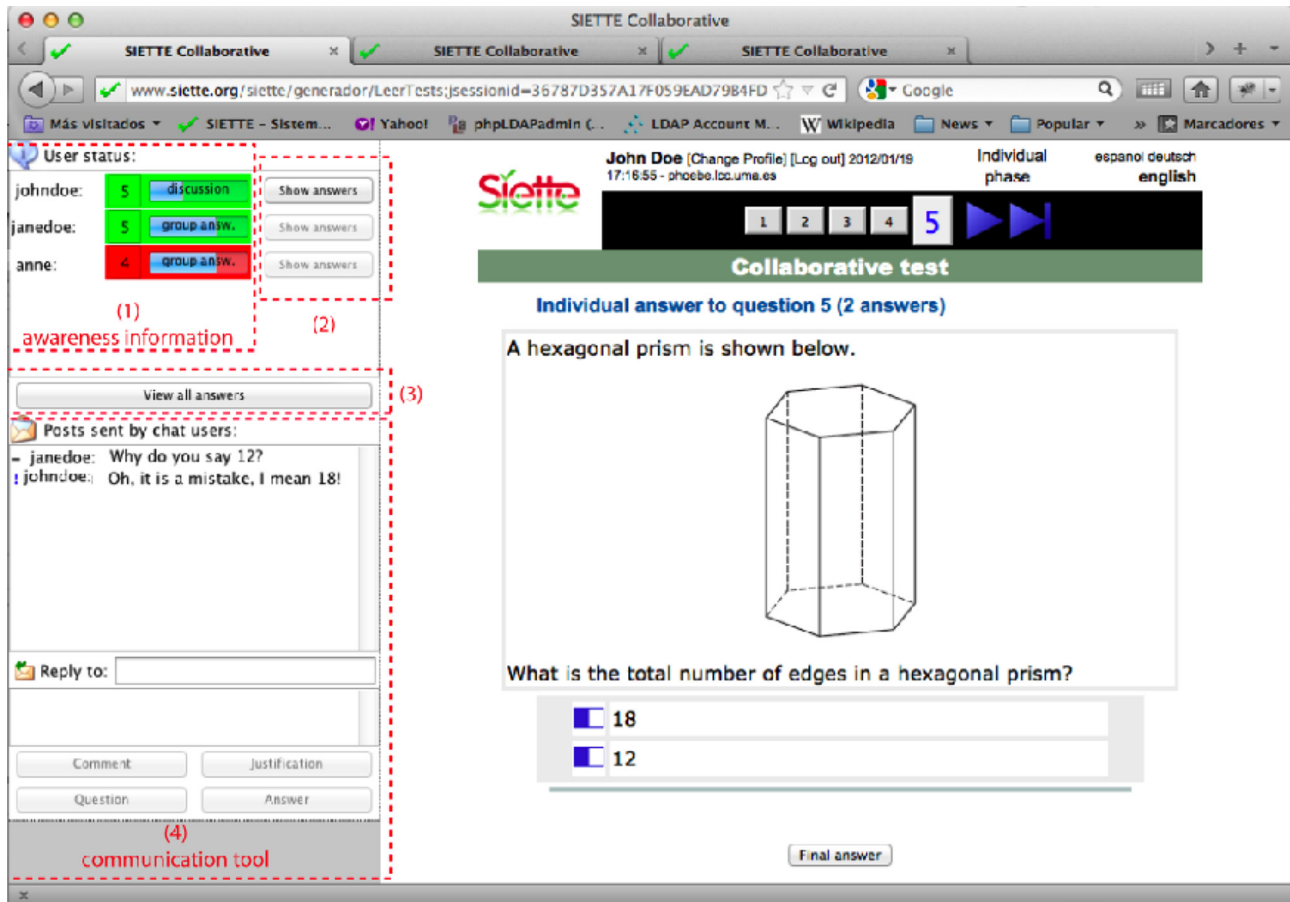 SIETTE Collaborative
SIETTE Collaborative × SIETTE Collaborative × SIETTE Collaborative ×
www.siette.org/siette/generador/LeerTests;jsessionid=36787D357A17F059EAD79B4FD Google
Más visitados SIETTE - Sistem... Yahoo! phpLDAPadmin (... LDAP Account M... Wikipedia News Popular » Marcadores
User status:
johndoe: 5 discussion Show answers
janedoe: 5 group answ. Show answers
anne: 4 group answ. Show answers
(1)
awareness information
(2)
View all answers
(3)
Posts sent by chat users:
- janedoe: Why do you say 12?
! johndoe: Oh, it is a mistake, I mean 18!
Reply to:
Comment Justification
Question Answer
(4)
communication tool
Siette
John Doe [Change Profile] [Log out] 2012/01/19
17:16:55 - phoebe.lcc.uma.es
Individual
phase
espanol deutsch
english
1 2 3 4 5
Collaborative test
Individual answer to question 5 (2 answers)
A hexagonal prism is shown below.
What is the total number of edges in a hexagonal prism?
18
12
Final answer